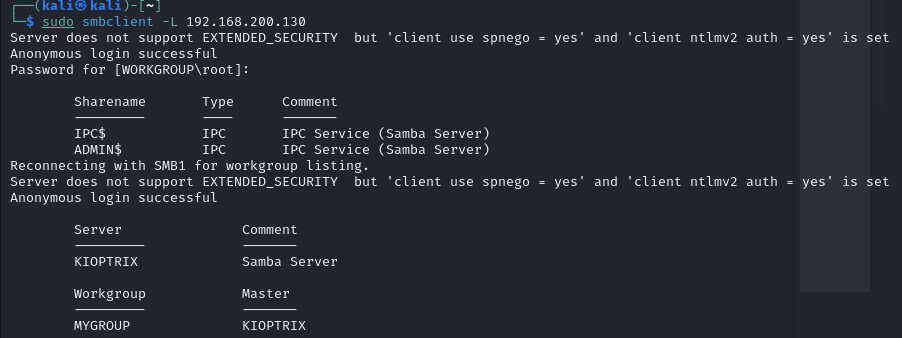 ┌──(kali㉿kali)-[~]
└─$ sudo smbclient -L 192.168.200.130
Server does not support EXTENDED_SECURITY  but 'client use spnego = yes' and 'client ntlmv2 auth = yes' is set
Anonymous login successful
Password for [WORKGROUP\root]:
Sharename       Type      Comment
---------       ----      -------
IPC$            IPC       IPC Service (Samba Server)
ADMIN$          IPC       IPC Service (Samba Server)
Reconnecting with SMB1 for workgroup listing.
Server does not support EXTENDED_SECURITY  but 'client use spnego = yes' and 'client ntlmv2 auth = yes' is set
Anonymous login successful
Server               Comment
---------            -------
KIOPTRIX             Samba Server
Workgroup            Master
---------            -------
MYGROUP              KIOPTRIX